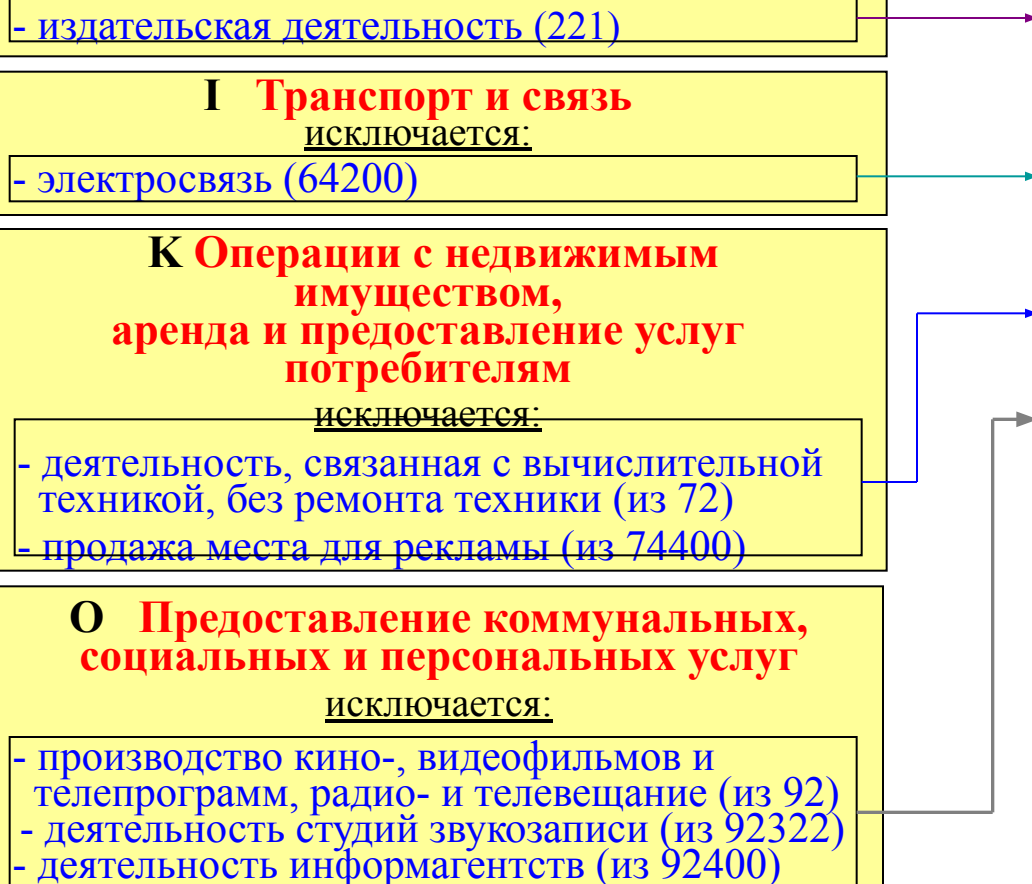 - издательская деятельность (221)
I Транспорт и связь
исключается:
- электросвязь (64200)
K Операции с недвижимым
имуществом,
аренда и предоставление услуг
потребителям
исключается:
- деятельность, связанная с вычислительной
техникой, без ремонта техники (из 72)
- продажа места для рекламы (из 74400)
O Предоставление коммунальных,
социальных и персональных услуг
исключается:
- производство кино-, видеофильмов и
телепрограмм, радио- и телевещание (из 92)
- деятельность студий звукозаписи (из 92322)
- деятельность информагентств (из 92400)